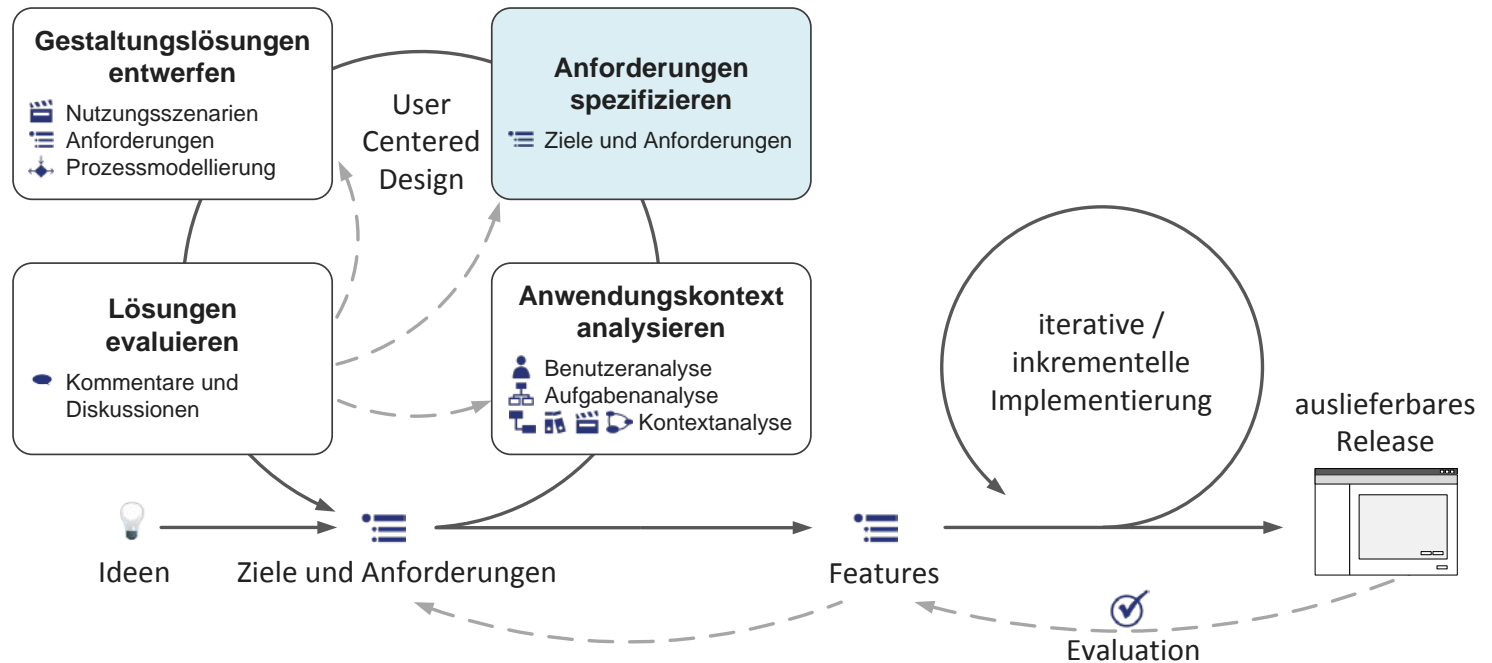 Gestaltungslösungen
entwerfen
Nutzungsszenarien
Anforderungen
Prozessmodellierung
User
Centered
Design
Anforderungen
spezifizieren
Ziele und Anforderungen
Lösungen
evaluieren
Kommentare und
Diskussionen
Anwendungskontext
analysieren
Benutzeranalyse
Aufgabenanalyse
Kontextanalyse
iterative /
inkrementelle
Implementierung
auslieferbares
Release
Ideen
Ziele und Anforderungen
Features
Evaluation